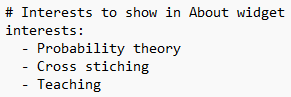 # Interests to show in About widget
interests:
  - Probability theory
  - Cross stiching
  - Teaching